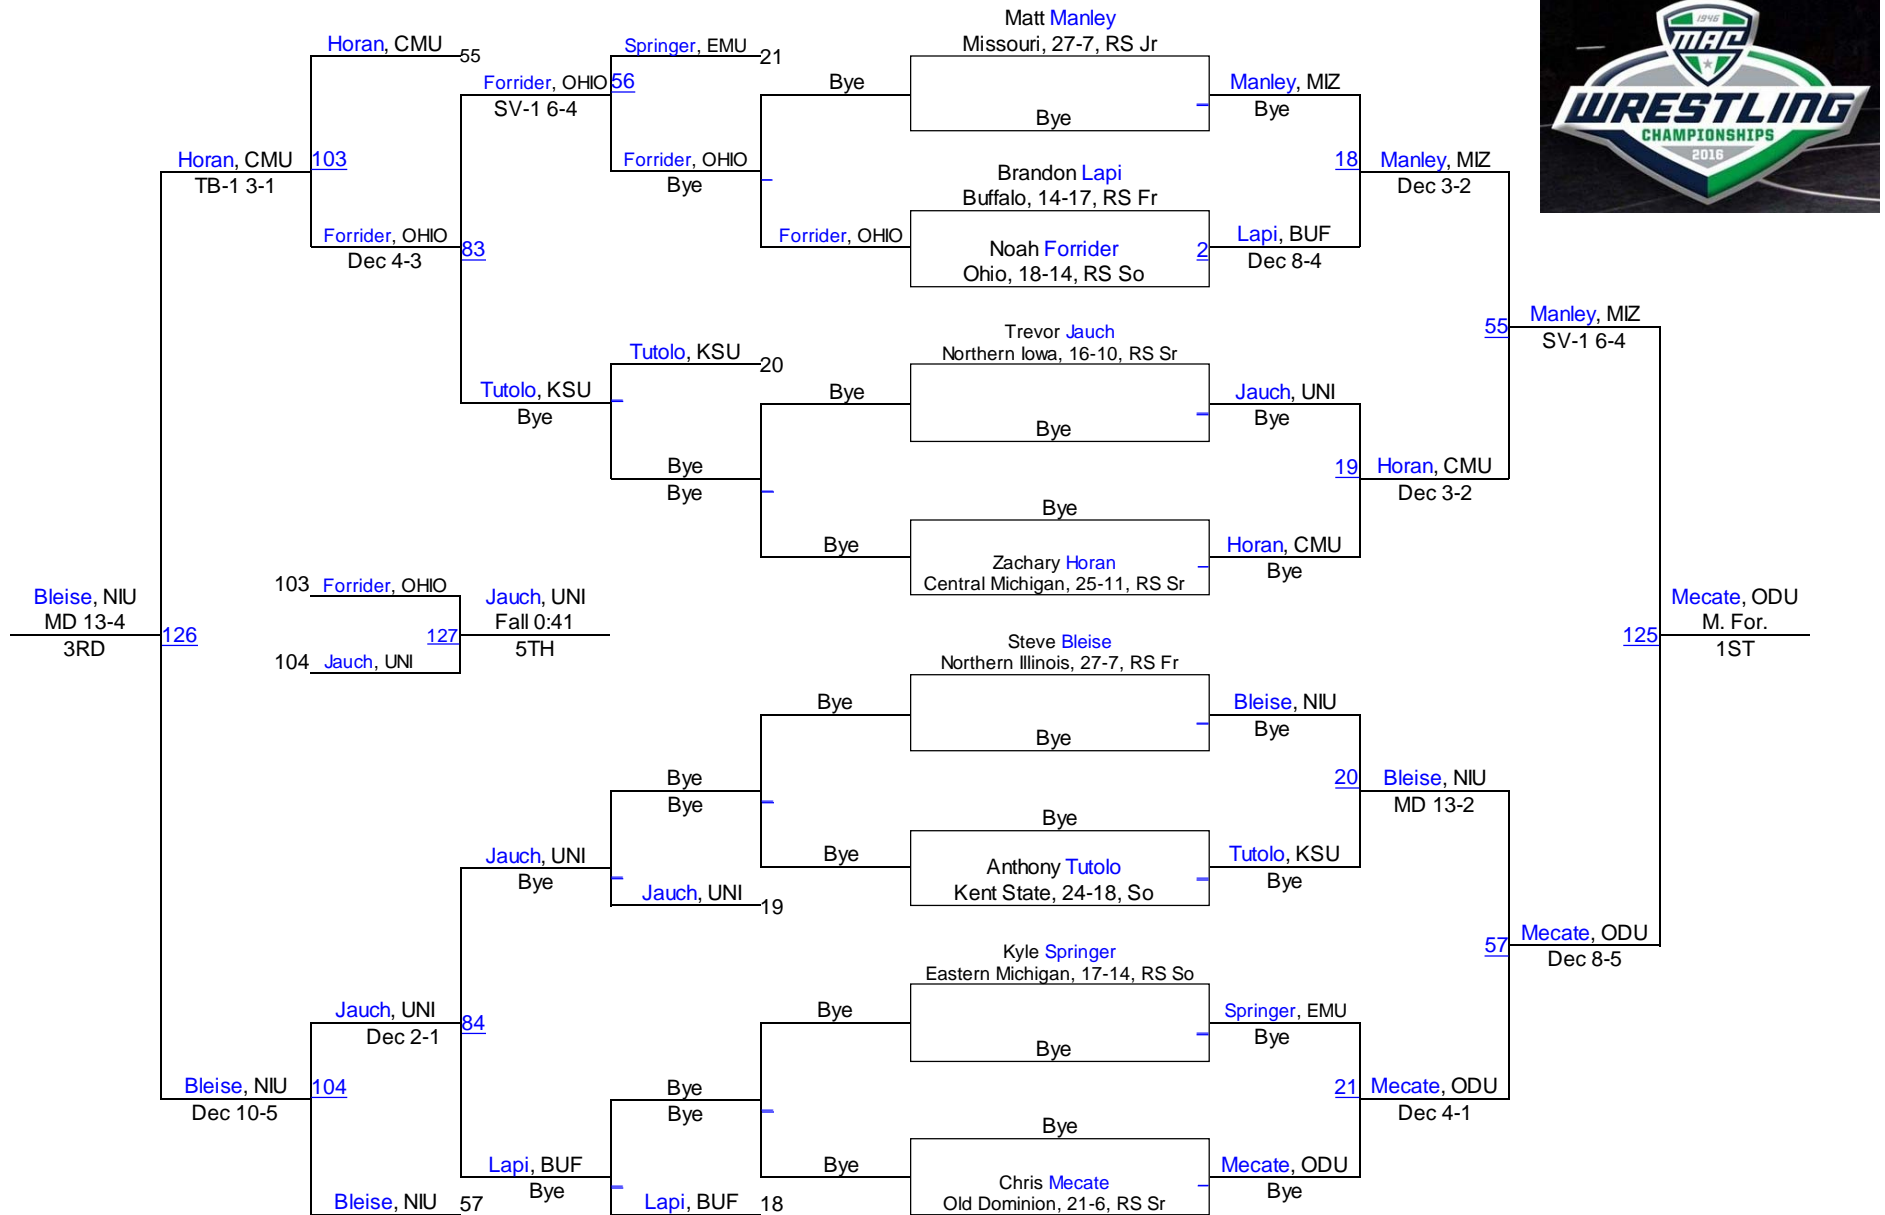 1946
MAC
WRESTLING
CHAMPIONSHIPS
2016
Horan, CMU
55
Forrider, OHIO
SV-1 6-4
56
Springer, EMU
21
Horan, CMU
TB-1 3-1
103
Forrider, OHIO
Bye
Forrider, OHIO
Dec 4-3
83
Forrider, OHIO
Tutolo, KSU
20
Tutolo, KSU
Bye
Bye
Bye
Bye
Bye
Bye
Matt Manley
Missouri, 27-7, RS Jr
Bye
Manley, MIZ
Bye
Brandon Lapi
Buffalo, 14-17, RS Fr
Noah Forrider
Ohio, 18-14, RS So
2
Lapi, BUF
Dec 8-4
18
Manley, MIZ
Dec 3-2
Trevor Jauch
Northern Iowa, 16-10, RS Sr
Bye
Jauch, UNI
Bye
Bye
Zachary Horan
Central Michigan, 25-11, RS Sr
Horan, CMU
Bye
19
Horan, CMU
Dec 3-2
55
Manley, MIZ
SV-1 6-4
Bleise, NIU
MD 13-4
3RD
126
103
Forrider, OHIO
104
Jauch, UNI
127
Jauch, UNI
Fall 0:41
5TH
125
Mecate, ODU
M. For.
1ST
Steve Bleise
Northern Illinois, 27-7, RS Fr
Bye
Bye
Bleise, NIU
Bye
Bye
Bye
Bye
Bye
Anthony Tutolo
Kent State, 24-18, So
Tutolo, KSU
Bye
20
Bleise, NIU
MD 13-2
Jauch, UNI
Bye
Jauch, UNI
19
Kyle Springer
Eastern Michigan, 17-14, RS So
Bye
Bye
Springer, EMU
Bye
57
Mecate, ODU
Dec 8-5
Jauch, UNI
Dec 2-1
84
Bleise, NIU
Dec 10-5
104
Bye
Bye
Bye
Bye
Chris Mecate
Old Dominion, 21-6, RS Sr
Mecate, ODU
Bye
21
Mecate, ODU
Dec 4-1
Lapi, BUF
Bye
Bleise, NIU
57
Lapi, BUF
18